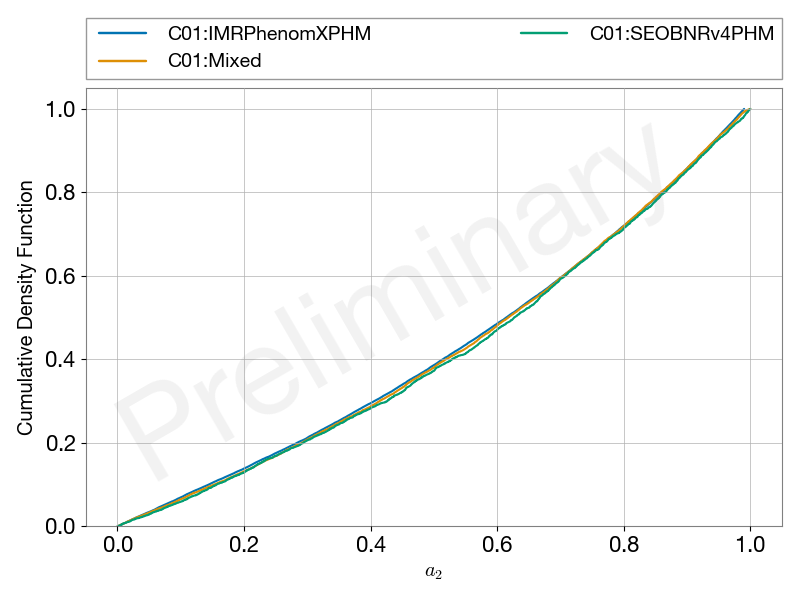 C01:IMRPhenomXPHM
C01:Mixed
C01:SEOBNRv4PHM
Preliminary
Cumulative Density Function
1.0
0.8
0.6
0.4
0.2
0.0
0.0 0.2 0.4 0.6 0.8 1.0
a₂